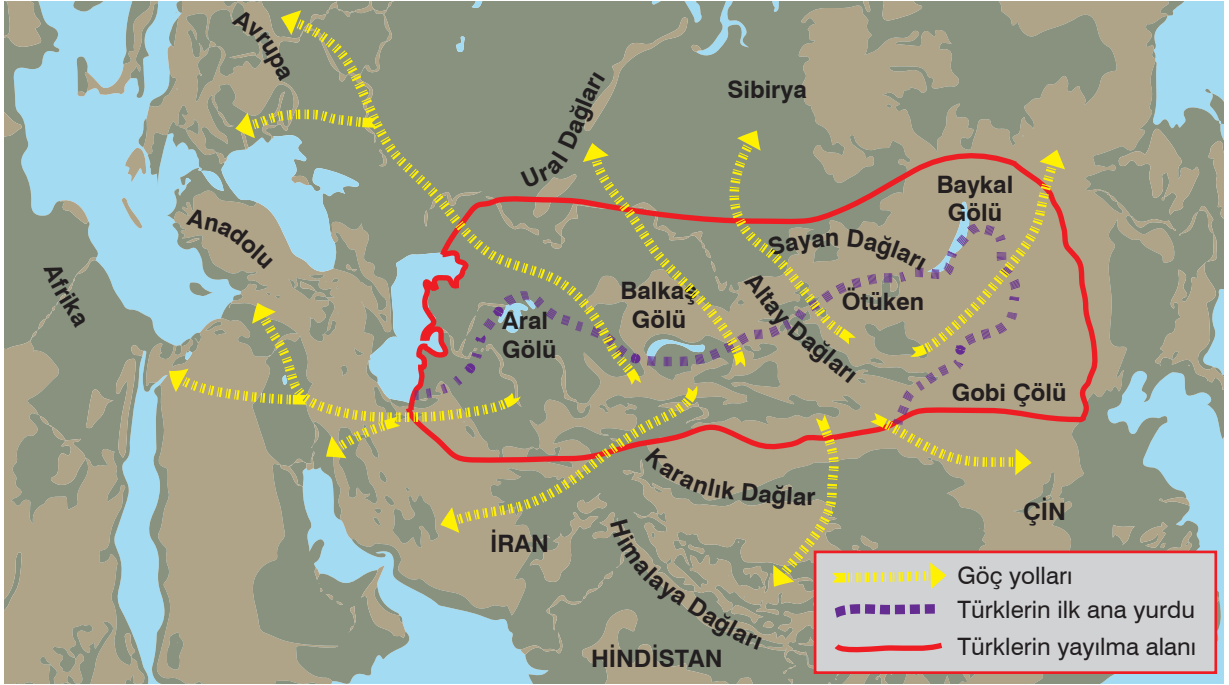 Avrupa
Ural Dağları
Sibirya
Baykal
Gölü
Anadolu
Sayan Dağları
Afrika
Balkaş
Gölü
Altay Dağları
Ötüken
Aral
Gölü
Gobi Çölü
Karanlık Dağlar
ÇİN
İRAN
Himalaya Dağları
HİNDİSTAN
Göç yolları
Türklerin ilk ana yurdu
Türklerin yayılma alanı